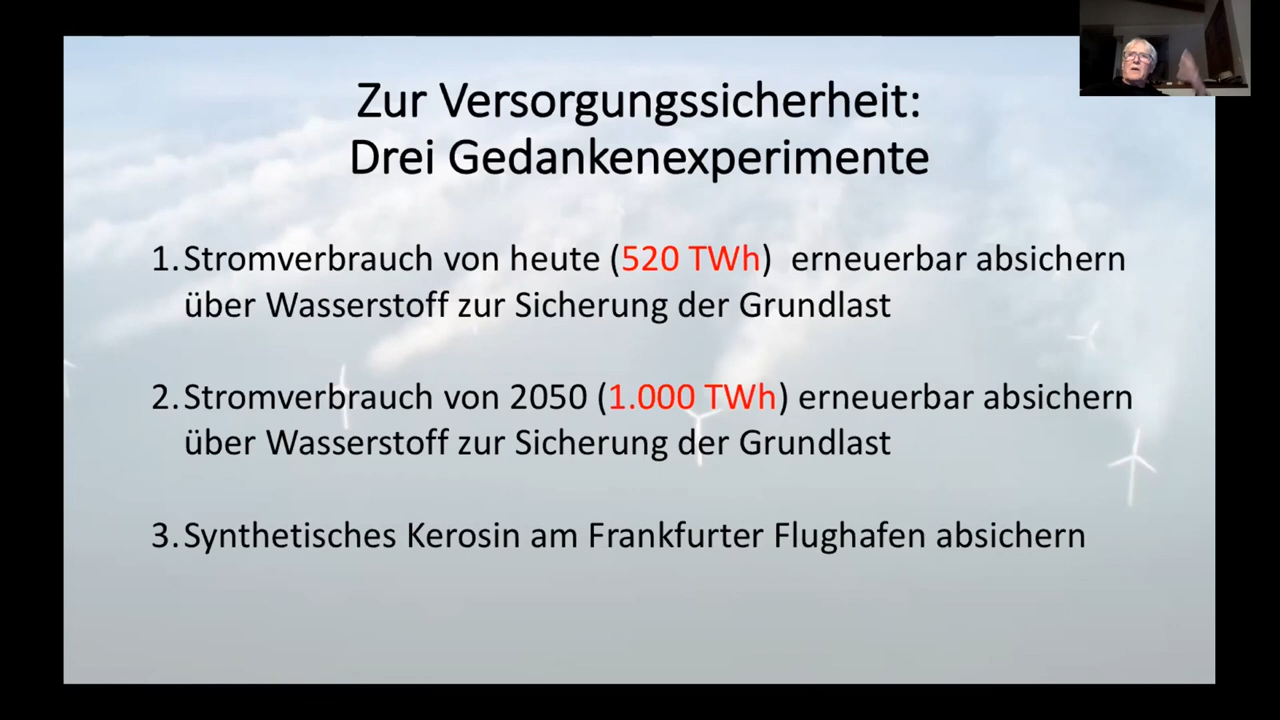 Zur Versorgungssicherheit:
Drei Gedankenexperimente
1. Stromverbrauch von heute (520 TWh) erneuerbar absichern
über Wasserstoff zur Sicherung der Grundlast
2. Stromverbrauch von 2050 (1.000 TWh) erneuerbar absichern
über Wasserstoff zur Sicherung der Grundlast
3. Synthetisches Kerosin am Frankfurter Flughafen absichern